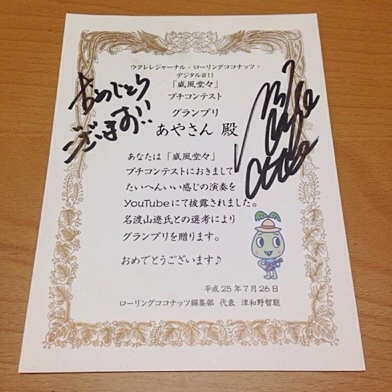 ウクレレジャーナル・ローリングココナッツ・
デジタル#11
「威風堂々」
プチコンテスト
グランプリ
あやさん 殿
おめでとう
ございます!!
あなたは「威風堂々」
プチコンテストにおきまして
たいへんいい感じの演奏を
YouTubeにて披露されました。
名渡山遼氏との選考により
グランプリを贈ります。
おめでとうございます♪
平成25年7月26日
ローリングココナッツ編集部 代表 津和野智聡